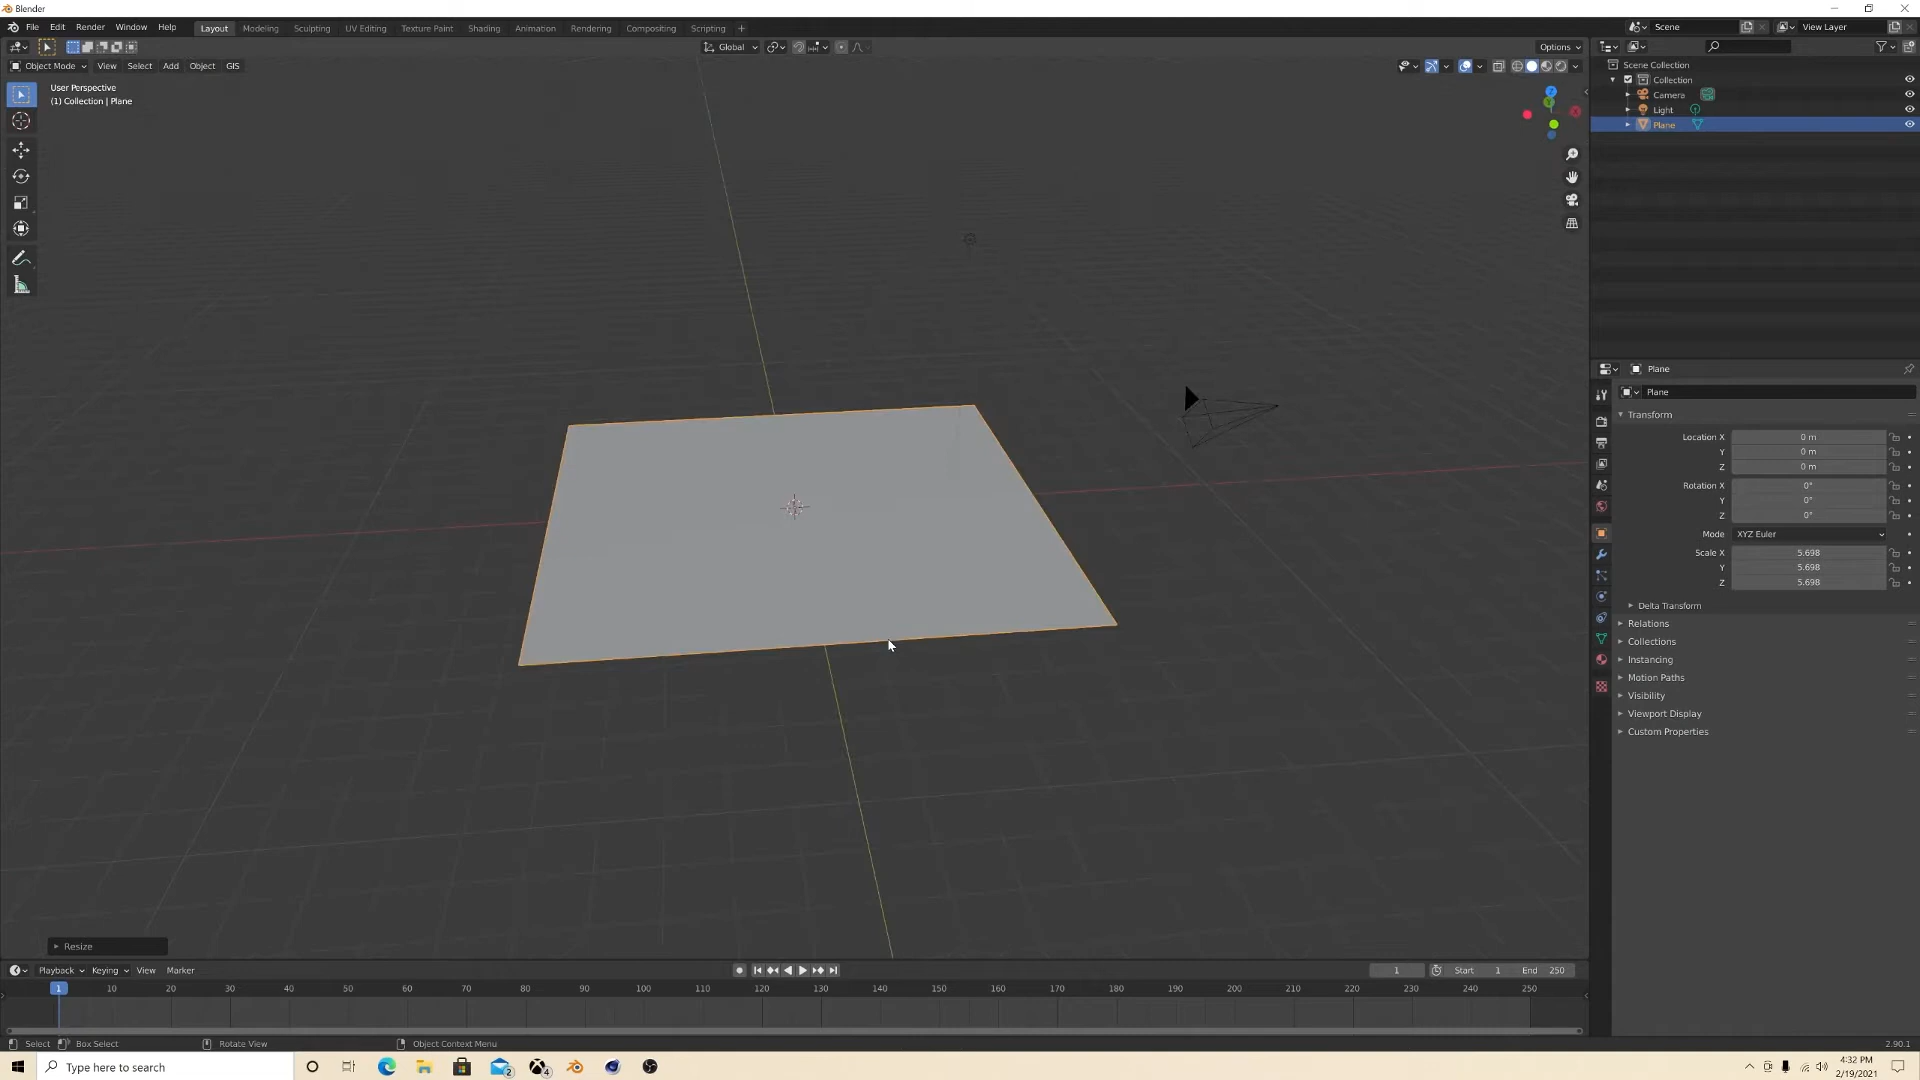 Blender
File Edit Render Window Help Layout Modeling Sculpting UV Editing Texture Paint Shading Animation Rendering Compositing Scripting + Scene View Layer
Global Options
Object Mode View Select Add Object GIS
User Perspective
(1) Collection | Plane
Scene Collection
Collection
Camera
Light
Plane
Plane
Plane
Transform
Location X 0 m
Y 0 m
Z 0 m
Rotation X 0°
Y 0°
Z 0°
Mode XYZ Euler
Scale X 5.698
Y 5.698
Z 5.698
Delta Transform
Relations
Collections
Instancing
Motion Paths
Visibility
Viewport Display
Custom Properties
Resize
Playback Keying View Marker 1 Start 1 End 250
1 10 20 30 40 50 60 70 80 90 100 110 120 130 140 150 160 170 180 190 200 210 220 230 240 250
Select Box Select Rotate View Object Context Menu 2.90.1
Type here to search 2 4 4:32 PM
2/19/2021